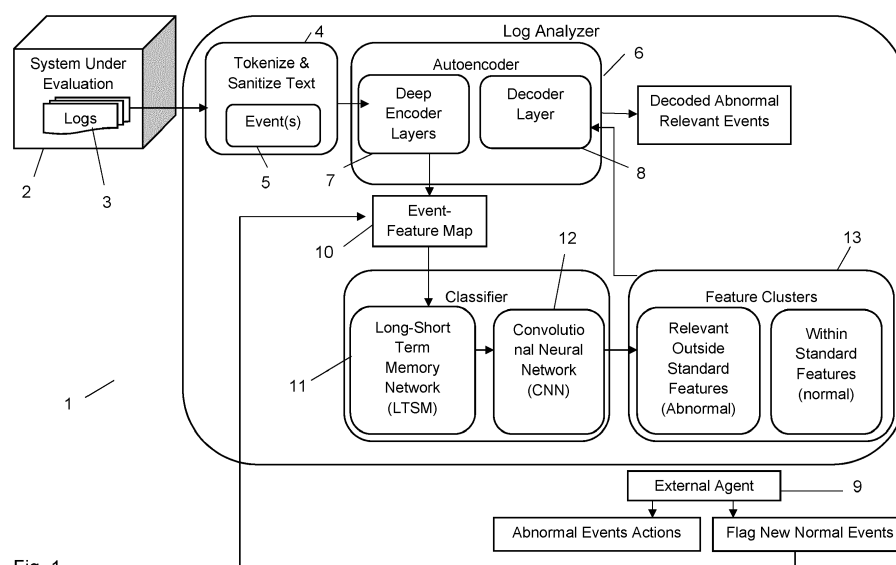 Log Analyzer
System Under
Evaluation
Logs
2
3
4
Tokenize &
Sanitize Text
Event(s)
5
6
Autoencoder
Deep
Encoder
Layers
7
Decoder
Layer
8
Decoded Abnormal
Relevant Events
Event-
Feature Map
10
12
13
Classifier
Long-Short
Term
Memory
Network
(LTSM)
11
Convolutio
nal Neural
Network
(CNN)
Feature Clusters
Relevant
Outside
Standard
Features
(Abnormal)
Within
Standard
Features
(normal)
1
External Agent
9
Abnormal Events Actions
Flag New Normal Events
Fig. 1